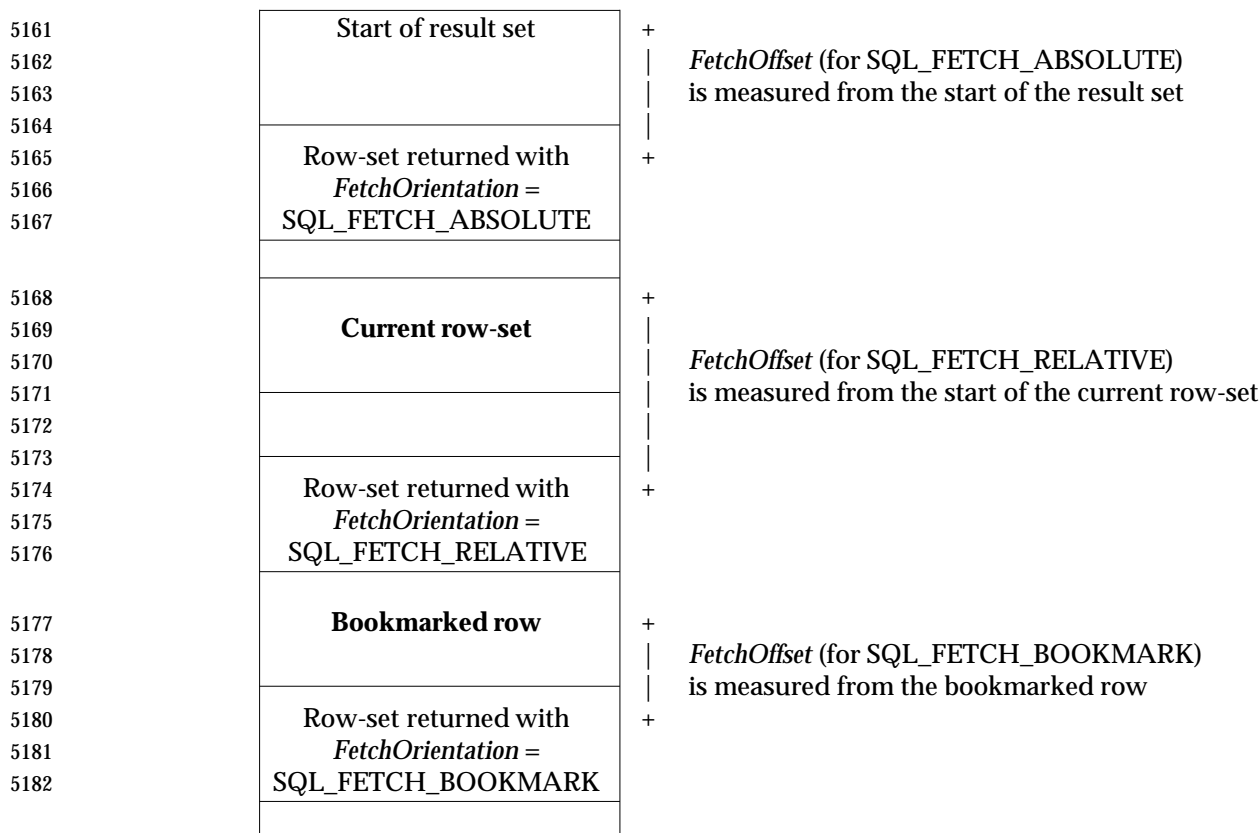 5161 Start of result set +
5162 | FetchOffset (for SQL_FETCH_ABSOLUTE)
5163 | is measured from the start of the result set
5164 |
5165 Row-set returned with +
5166 FetchOrientation =
5167 SQL_FETCH_ABSOLUTE
5168 +
5169 Current row-set |
5170 | FetchOffset (for SQL_FETCH_RELATIVE)
5171 | is measured from the start of the current row-set
5172 |
5173 |
5174 Row-set returned with +
5175 FetchOrientation =
5176 SQL_FETCH_RELATIVE
5177 Bookmarked row +
5178 | FetchOffset (for SQL_FETCH_BOOKMARK)
5179 | is measured from the bookmarked row
5180 Row-set returned with +
5181 FetchOrientation =
5182 SQL_FETCH_BOOKMARK